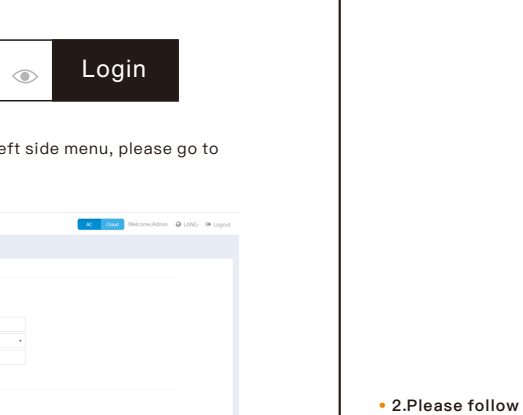 Login
eft side menu, please go to
AC Cloud Welcome,Admin LANG Logout
• 2.Please follow